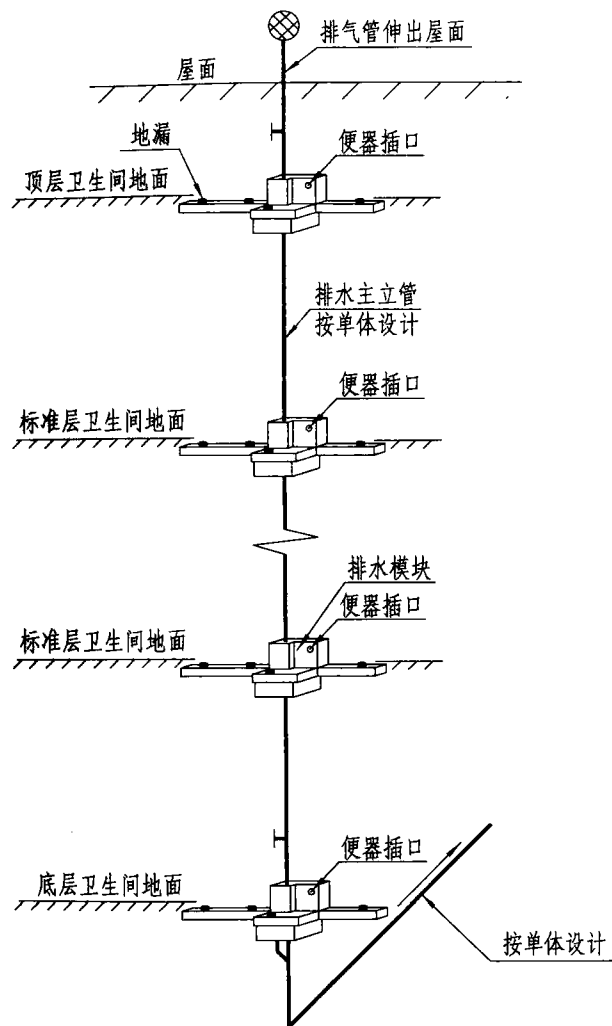 排气管伸出屋面
屋面
地漏
便器插口
顶层卫生间地面
排水主立管
按单体设计
便器插口
标准层卫生间地面
排水模块
便器插口
标准层卫生间地面
便器插口
底层卫生间地面
按单体设计